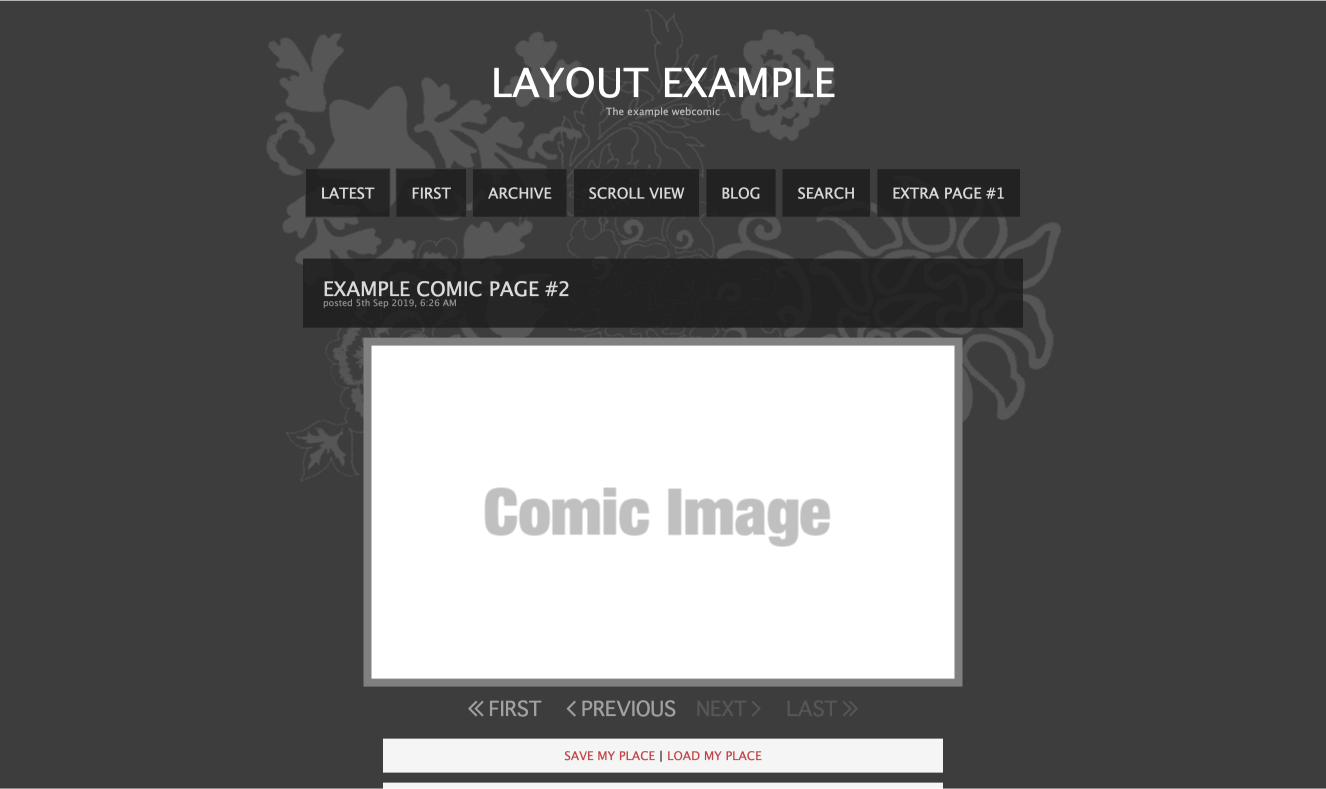 LAYOUT EXAMPLE
The example webcomic
LATEST FIRST ARCHIVE SCROLL VIEW BLOG SEARCH EXTRA PAGE #1
EXAMPLE COMIC PAGE #2
posted 5th Sep 2019, 6:26 AM
Comic Image
FIRST PREVIOUS NEXT LAST
SAVE MY PLACE | LOAD MY PLACE